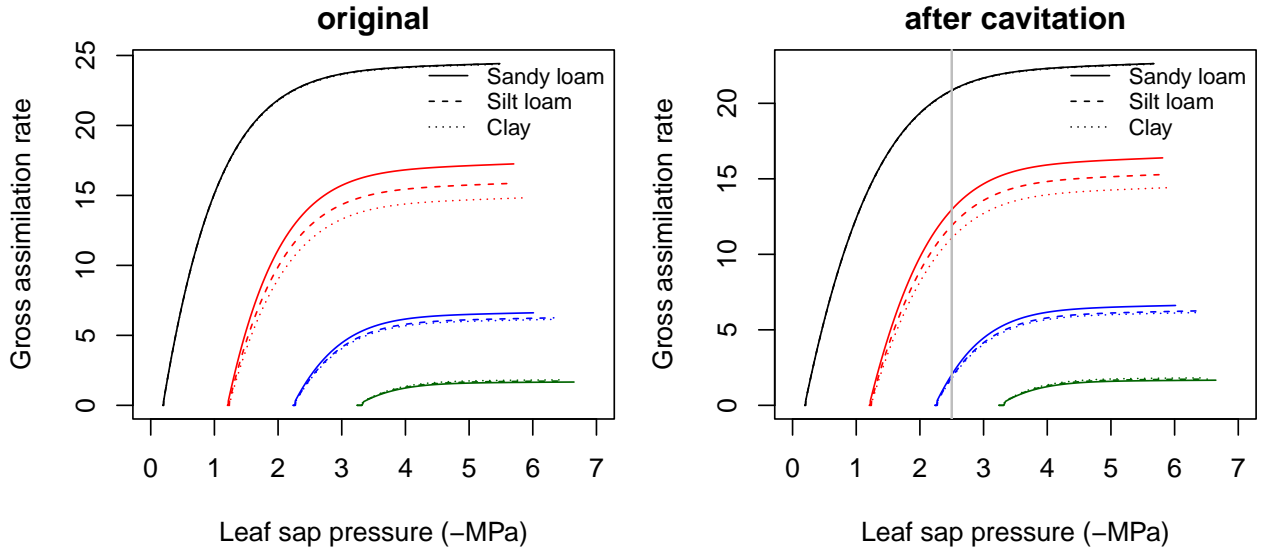 original
Gross assimilation rate
25
20
15
10
5
0
Sandy loam
Silt loam
Clay
0 1 2 3 4 5 6 7
Leaf sap pressure (−MPa)
after cavitation
Gross assimilation rate
20
15
10
5
0
Sandy loam
Silt loam
Clay
0 1 2 3 4 5 6 7
Leaf sap pressure (−MPa)